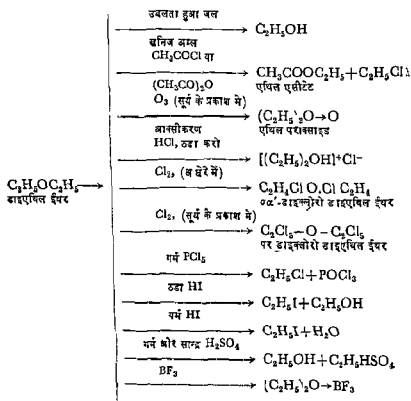 उबलता हुआ जल
C₂H₅OH
खनिज अम्ल
CH₃COCl या
CH₃COOC₂H₅+C₂H₅Cl
(CH₃CO)₂O
एथिल एसीटेट
O₃ (सूर्य के प्रकाश में)
(C₂H₅)₂O→O
आक्सीकरण
एथिल पराक्साइड
HCl, ठंडा करो
[(C₂H₅)₂OH]⁺Cl⁻
Cl₂, (अंधेरे में)
C₂H₅OC₂H₅
C₂H₄Cl O.Cl C₂H₄
डाइएथिल ईथर
αα′-डाइक्लोरो डाइएथिल ईथर
Cl₂, (सूर्य के प्रकाश में)
C₂Cl₅—O—C₂Cl₅
पर डाइक्लोरो डाइएथिल ईथर
गर्म PCl₅
C₂H₅Cl+POCl₃
ठंडा HI
C₂H₅I+C₂H₅OH
गर्म HI
C₂H₅I+H₂O
गर्म और सान्द्र H₂SO₄
C₂H₅OH+C₂H₅HSO₄
BF₃
(C₂H₅)₂O→BF₃